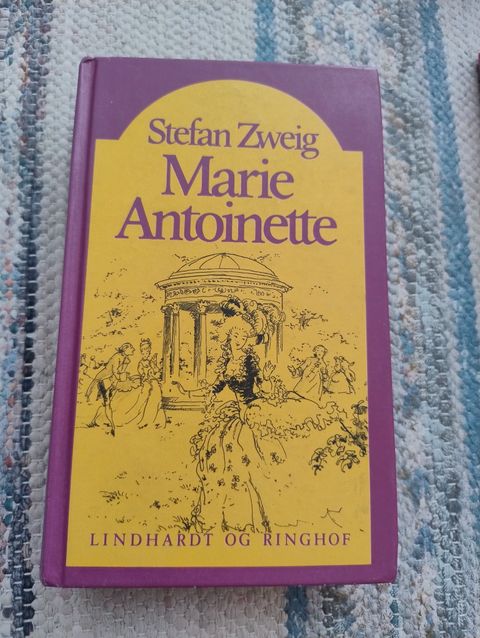 Stefan Zweig
Marie
Antoinette
LINDHARDT OG RINGHOF